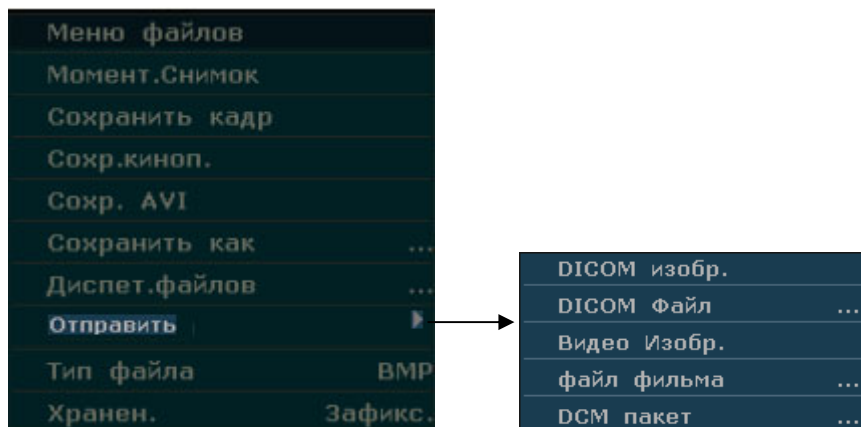 Меню файлов
Момент.Снимок
Сохранить кадр
Сохр.киноп.
Сохр. AVI
Сохранить как ...
Диспет.файлов ...
Отправить
Тип файла BMP
Хранен. Зафикс.
DICOM изобр.
DICOM Файл ...
Видео Изобр.
файл фильма ...
DCM пакет ...